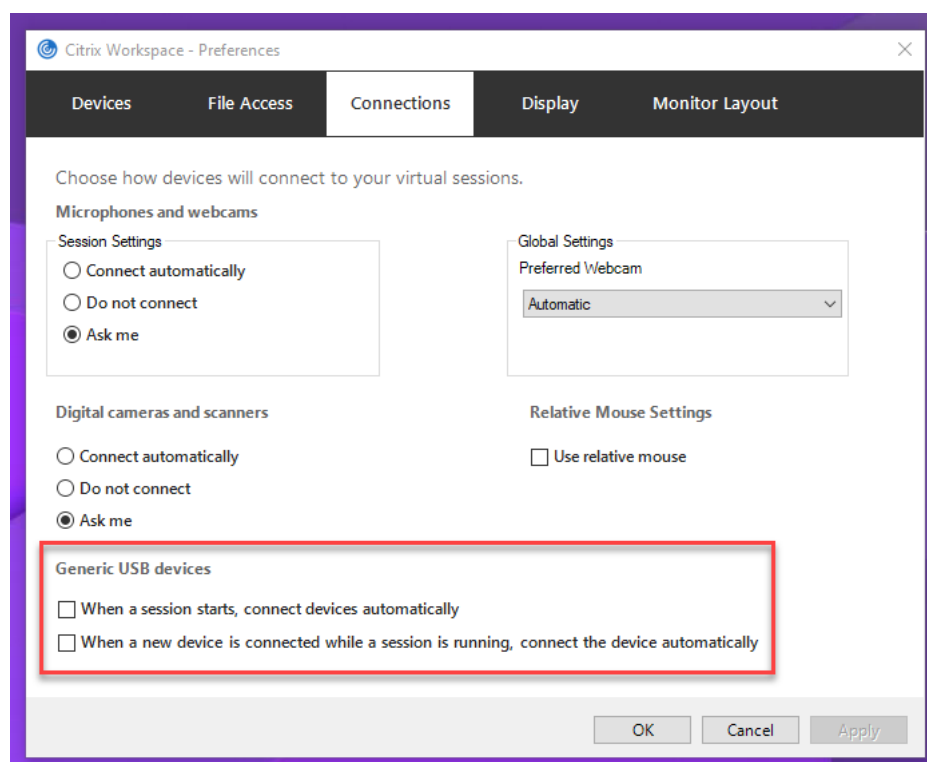 Citrix Workspace - Preferences
Devices File Access Connections Display Monitor Layout
Choose how devices will connect to your virtual sessions.
Microphones and webcams
Session Settings
Connect automatically
Do not connect
Ask me
Global Settings
Preferred Webcam
Automatic
Digital cameras and scanners
Connect automatically
Do not connect
Ask me
Relative Mouse Settings
Use relative mouse
Generic USB devices
When a session starts, connect devices automatically
When a new device is connected while a session is running, connect the device automatically
OK Cancel Apply